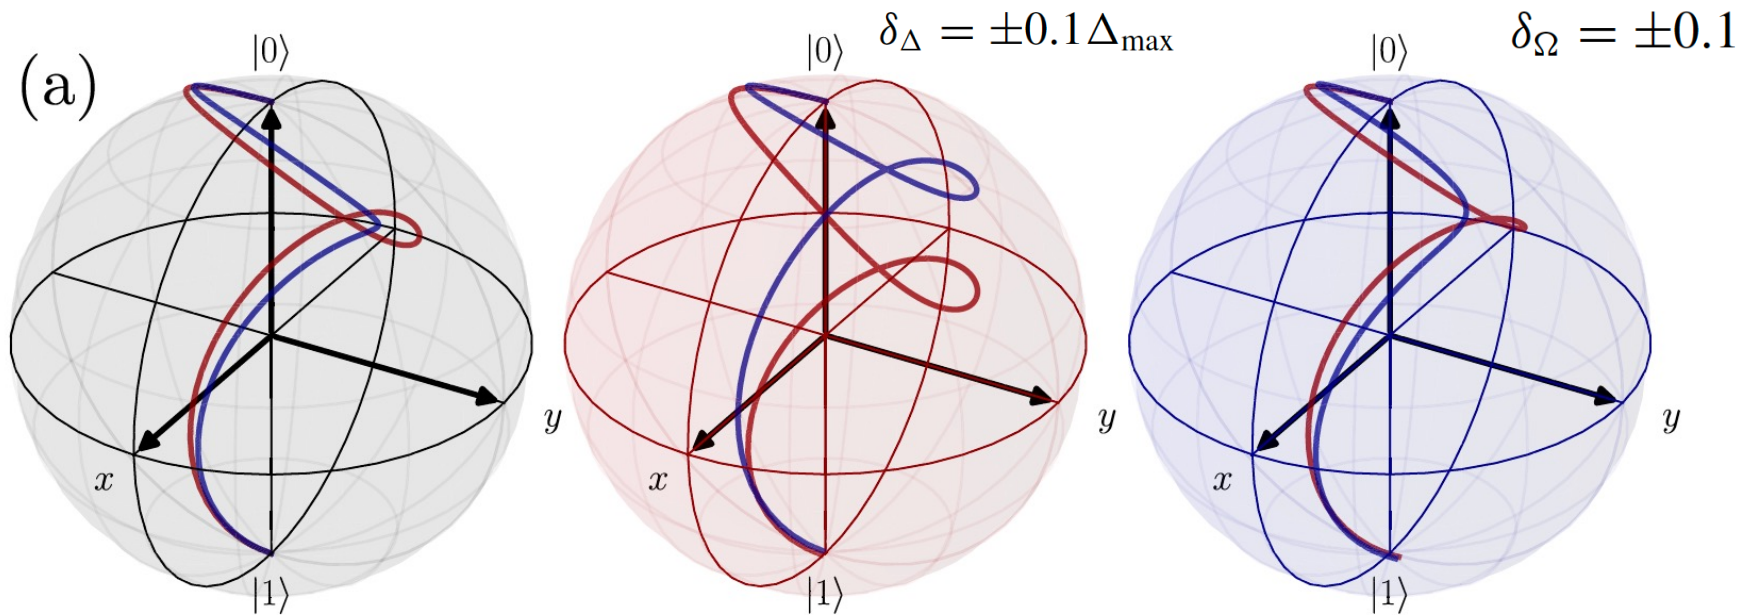 (a)
|0⟩
|0⟩
δ_Δ = ±0.1Δ_max
|0⟩
δ_Ω = ±0.1
x
y
x
y
x
y
|1⟩
|1⟩
|1⟩